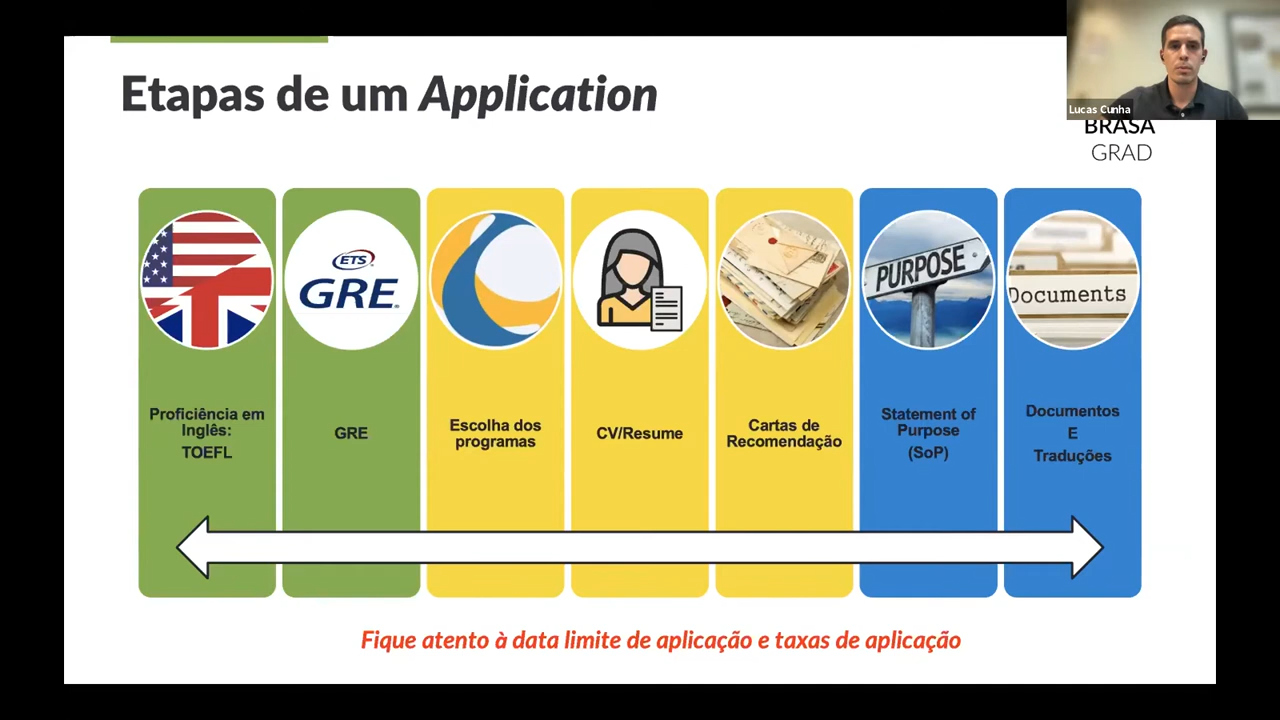 Etapas de um Application
Lucas Cunha
BRASA
GRAD
ETS
GRE
PURPOSE
Documents
Proficiência em
Inglês:
TOEFL
GRE
Escolha dos
programas
CV/Resume
Cartas de
Recomendação
Statement of
Purpose
(SoP)
Documentos
E
Traduções
Fique atento à data limite de aplicação e taxas de aplicação